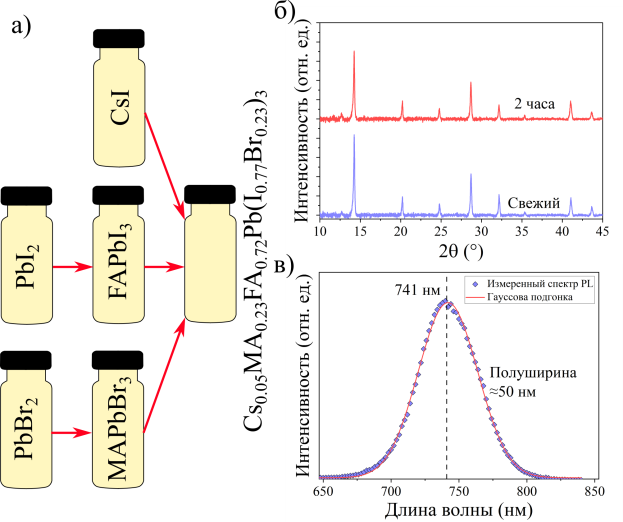 а)
CsI
PbI2
FAPbI3
PbBr2
MAPbBr3
Cs0.05MA0.23FA0.72Pb(I0.77Br0.23)3
б)
Интенсивность (отн. ед.)
2 часа
Свежий
10 15 20 25 30 35 40 45
2θ (°)
в)
Интенсивность (отн. ед.)
741 нм
Измеренный спектр PL
Гауссова подгонка
Полуширина
≈50 нм
650 700 750 800 850
Длина волны (нм)